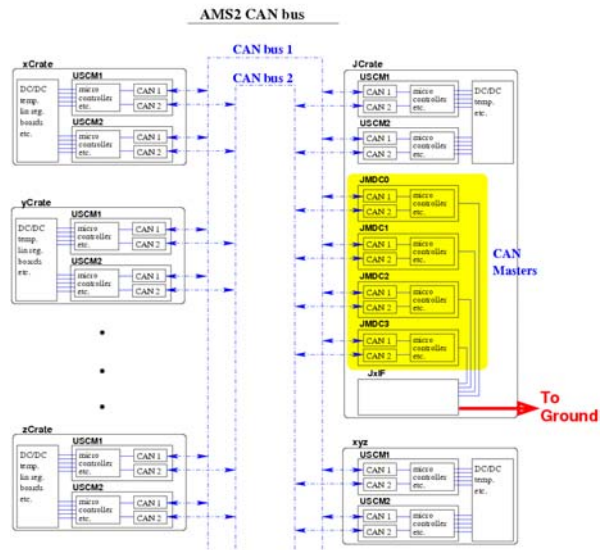 AMS2 CAN bus
CAN bus 1
CAN bus 2
xCrate
DC/DC
temp.
lin reg.
boards
etc.
USCM1
micro
controller
etc.
CAN 1
CAN 2
USCM2
micro
controller
etc.
CAN 1
CAN 2
yCrate
DC/DC
temp.
lin reg.
boards
etc.
USCM1
micro
controller
etc.
CAN 1
CAN 2
USCM2
micro
controller
etc.
CAN 1
CAN 2
zCrate
DC/DC
temp.
lin reg.
boards
etc.
USCM1
micro
controller
etc.
CAN 1
CAN 2
USCM2
micro
controller
etc.
CAN 1
CAN 2
JCrate
USCM1
CAN 1
CAN 2
micro
controller
etc.
DC/DC
temp.
lin reg.
boards
etc.
USCM2
CAN 1
CAN 2
micro
controller
etc.
JMDC0
CAN 1
CAN 2
micro
controller
etc.
JMDC1
CAN 1
CAN 2
micro
controller
etc.
JMDC2
CAN 1
CAN 2
micro
controller
etc.
JMDC3
CAN 1
CAN 2
micro
controller
etc.
CAN
Masters
JxIF
To
Ground
xyz
USCM1
CAN 1
CAN 2
micro
controller
etc.
DC/DC
temp.
lin reg.
boards
etc.
USCM2
CAN 1
CAN 2
micro
controller
etc.